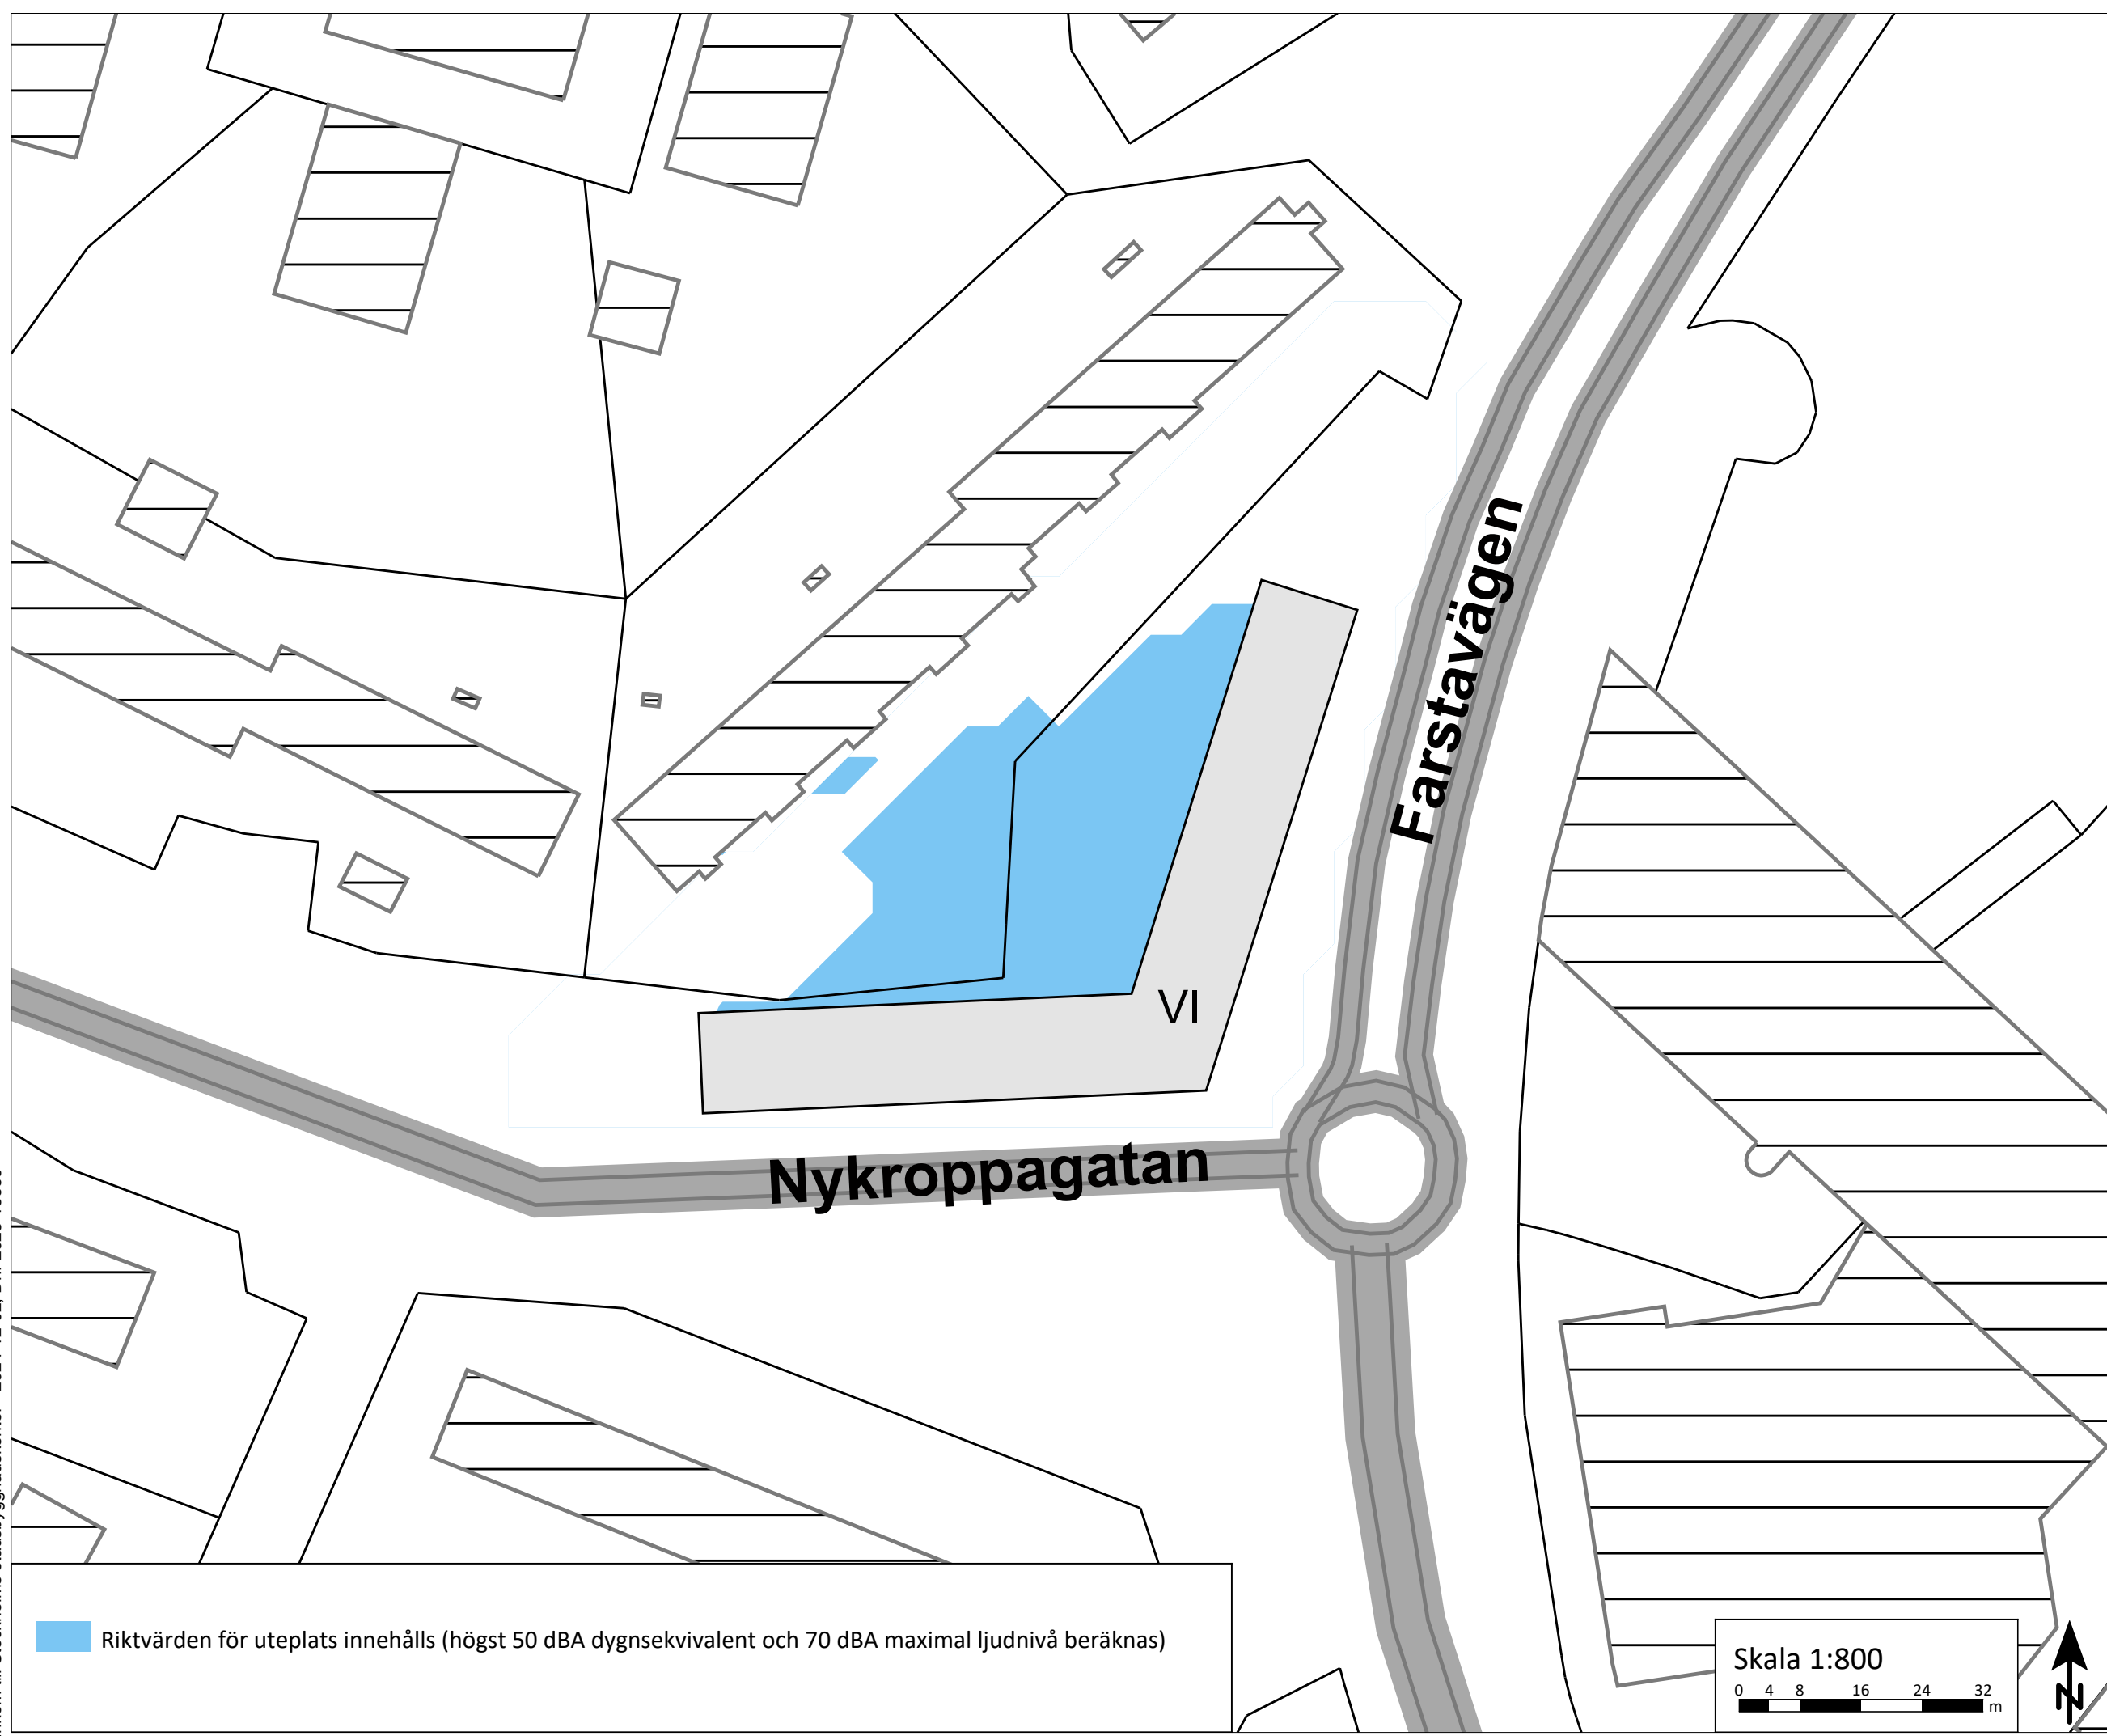 Farstavägen
VI
Nykroppagatan
Riktvärden för uteplats innehålls (högst 50 dBA dygnsekvivalent och 70 dBA maximal ljudnivå beräknas)
Skala 1:800
0 4 8 16 24 32
m
N